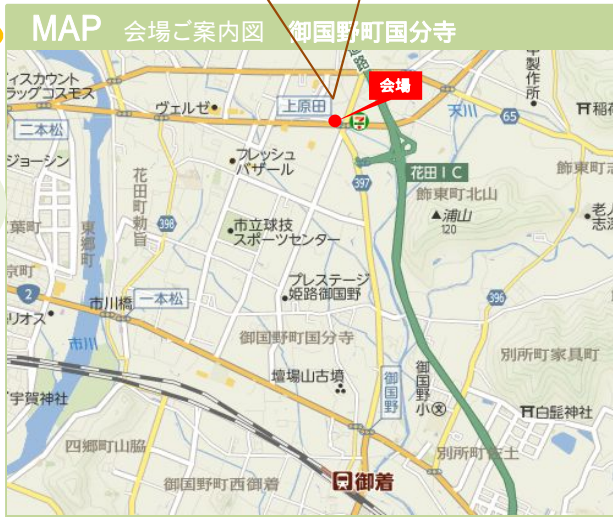 MAP 会場ご案内図 御国野町国分寺
ィスカウント
ラッグコスモス
ヴェルゼ
上原田
会場
天川
65
二本松
ジョーシン
花田町勅旨
フレッシュ
バザール
397
花田IC
飾東町北山
飾東町志
浦山
120
398
東郷町
市立球技
スポーツセンター
京町
2
市川橋
一本松
プレステージ
姫路御国野
396
市川
御国野町国分寺
別所町家具町
壇場山古墳
御国野
御国野小
文
宇賀神社
白髭神社
四郷町山脇
別所町佐土
御国野町西御着
御着